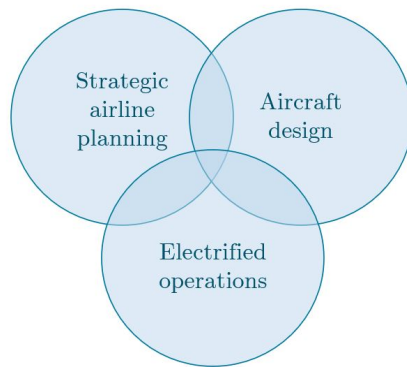 Strategic
airline
planning
Aircraft
design
Electrified
operations